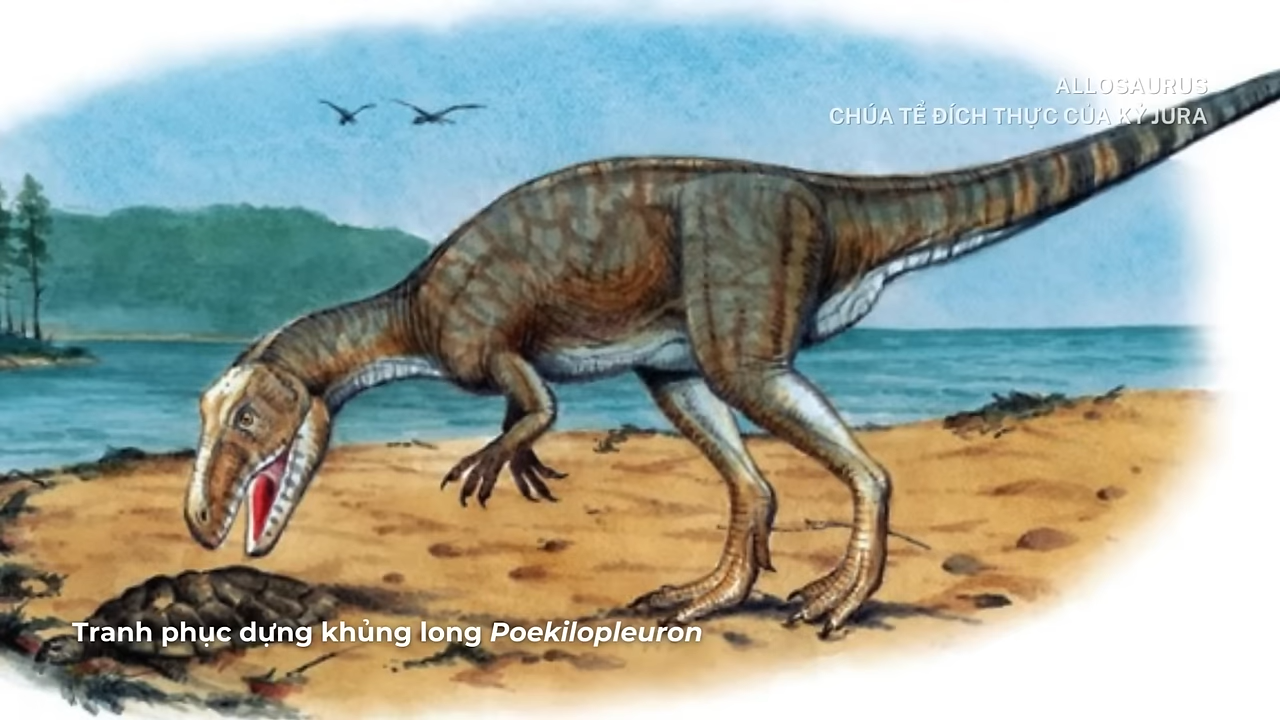 ALLOSAURUS
CHÚA TỂ ĐÍCH THỰC CỦA KỶ JURA
Tranh phục dựng khủng long Poekilopleuron